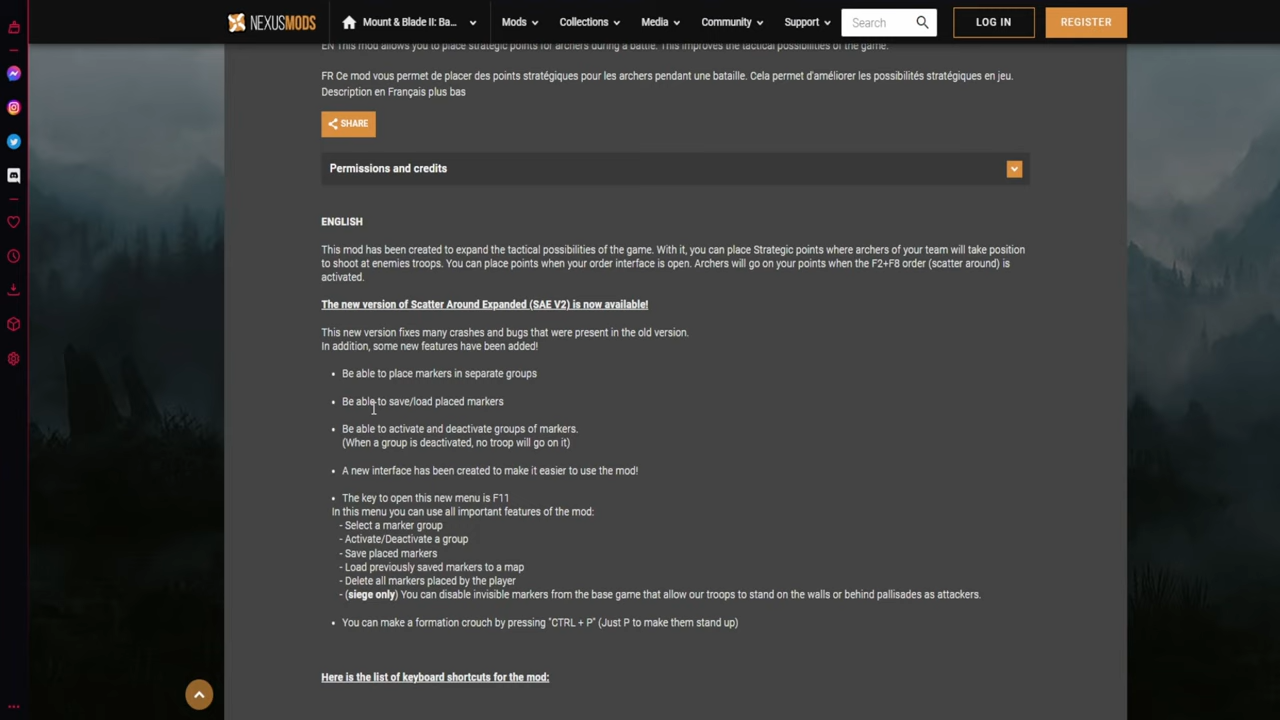 NEXUSMODS
Mount & Blade II: Ba...
Mods
Collections
Media
Community
Support
Search
LOG IN
REGISTER
EN This mod allows you to place strategic points for archers during a battle. This improves the tactical possibilities of the game.
FR Ce mod vous permet de placer des points stratégiques pour les archers pendant une bataille. Cela permet d'améliorer les possibilités stratégiques en jeu.
Description en Français plus bas
SHARE
Permissions and credits
ENGLISH
This mod has been created to expand the tactical possibilities of the game. With it, you can place Strategic points where archers of your team will take position
to shoot at enemies troops. You can place points when your order interface is open. Archers will go on your points when the F2+F8 order (scatter around) is
activated.
The new version of Scatter Around Expanded (SAE V2) is now available!
This new version fixes many crashes and bugs that were present in the old version.
In addition, some new features have been added!
• Be able to place markers in separate groups
• Be able to save/load placed markers
• Be able to activate and deactivate groups of markers.
(When a group is deactivated, no troop will go on it)
• A new interface has been created to make it easier to use the mod!
• The key to open this new menu is F11
In this menu you can use all important features of the mod:
- Select a marker group
- Activate/Deactivate a group
- Save placed markers
- Load previously saved markers to a map
- Delete all markers placed by the player
- (siege only) You can disable invisible markers from the base game that allow our troops to stand on the walls or behind pallisades as attackers.
• You can make a formation crouch by pressing "CTRL + P" (Just P to make them stand up)
Here is the list of keyboard shortcuts for the mod: